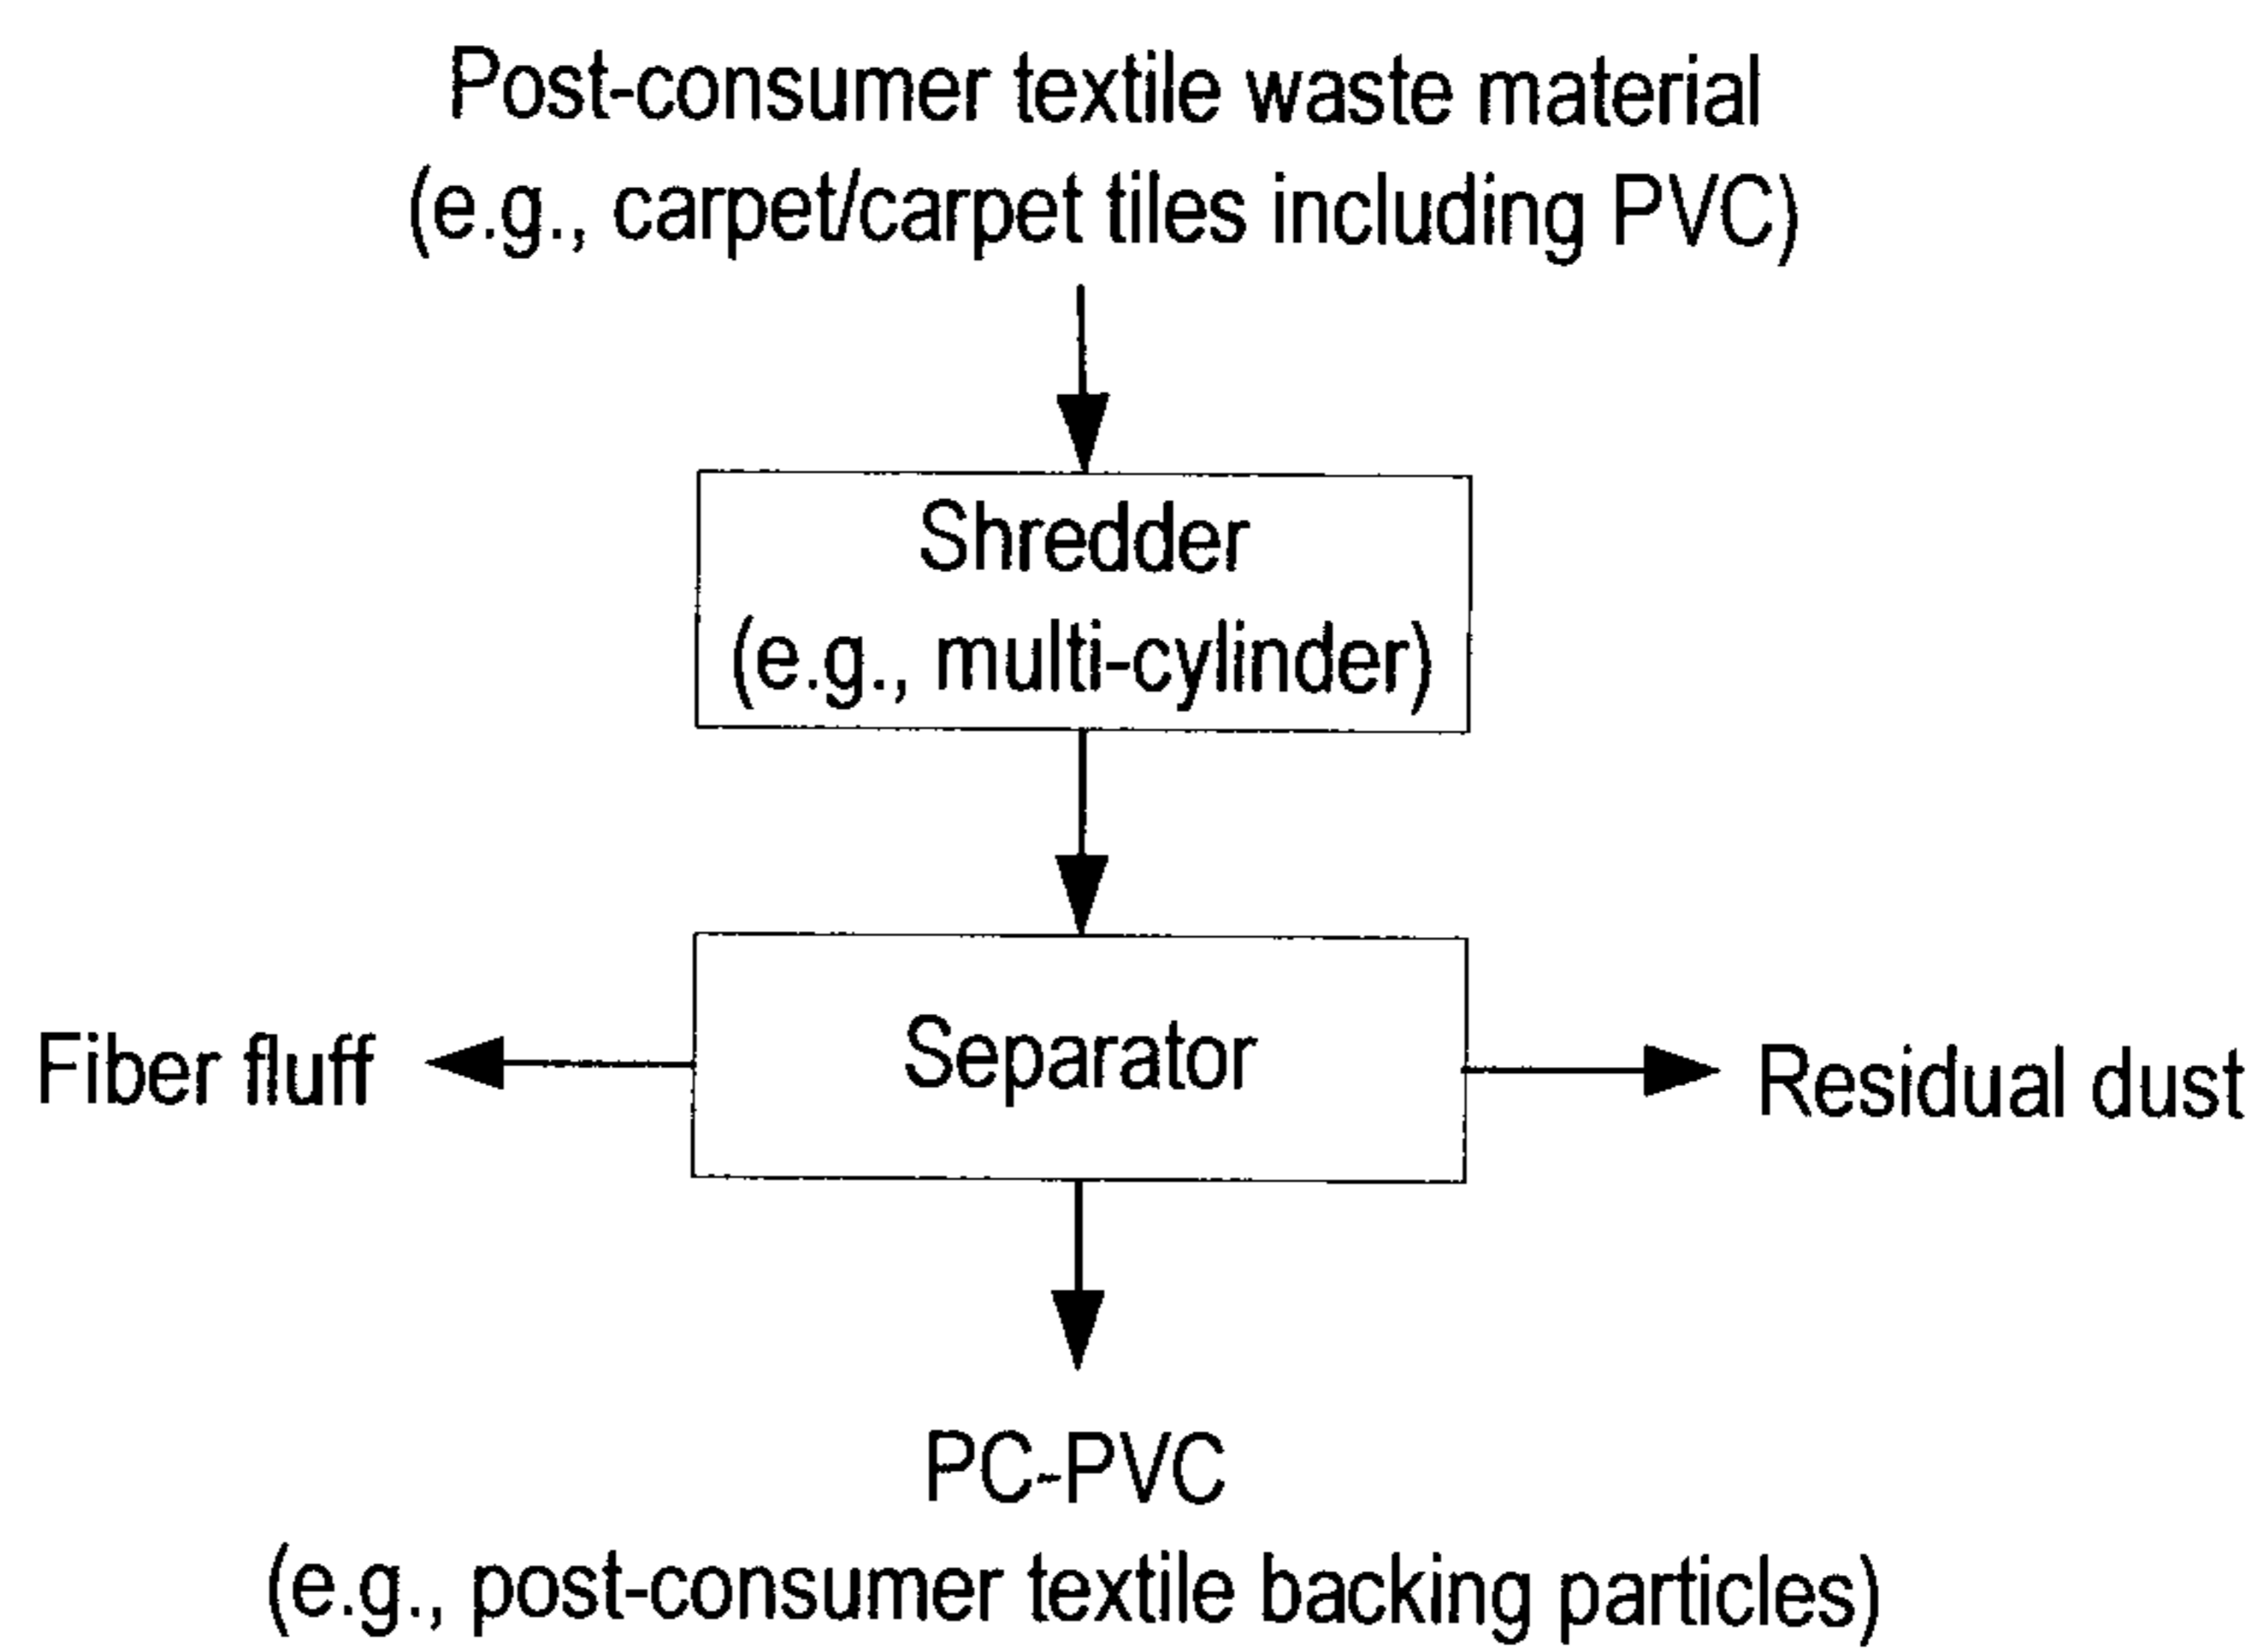 Post-consumer textile waste material
(e.g., carpet/carpet tiles including PVC)
Shredder
(e.g., multi-cylinder)
Fiber fluff
Separator
Residual dust
PC-PVC
(e.g., post-consumer textile backing particles)